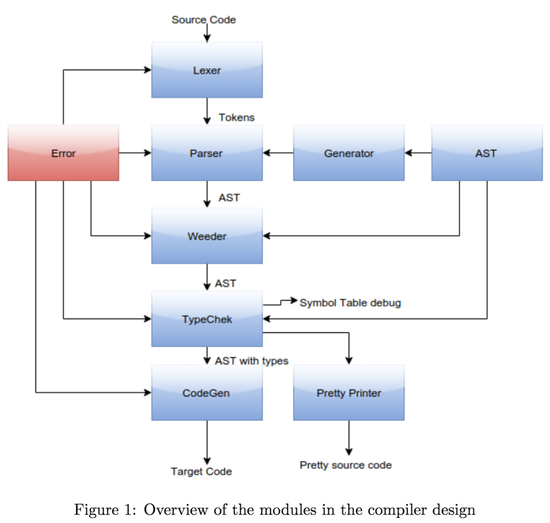 Source Code
Lexer
Tokens
Error
Parser
Generator
AST
AST
Weeder
AST
Symbol Table debug
TypeChek
AST with types
CodeGen
Pretty Printer
Target Code
Pretty source code
Figure 1: Overview of the modules in the compiler design